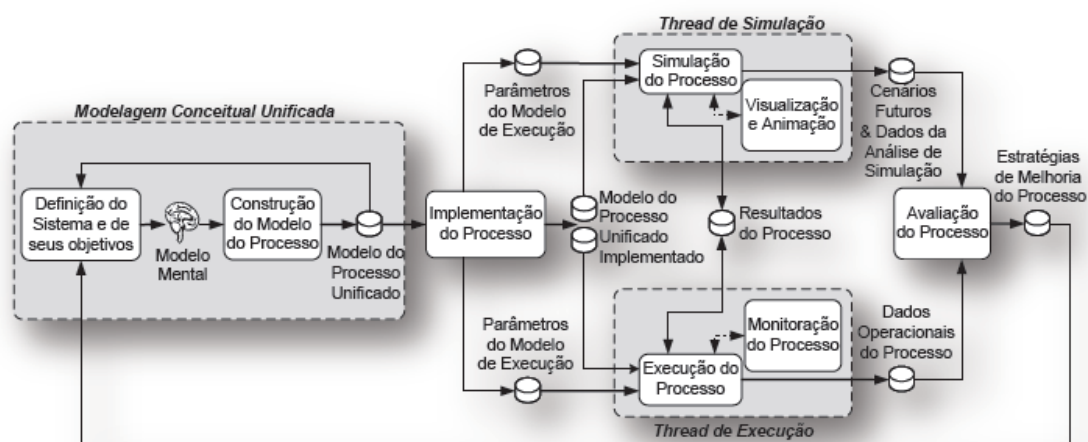 Thread de Simulação
Simulação
do Processo
Visualização
e Animação
Parâmetros
do Modelo
de Execução
Cenários
Futuros
& Dados da
Análise de
Simulação
Modelagem Conceitual Unificada
Definição do
Sistema e de
seus objetivos
Modelo
Mental
Construção
do Modelo
do Processo
Modelo do
Processo
Unificado
Implementação
do Processo
Modelo do
Processo
Unificado
Implementado
Resultados
do Processo
Avaliação
do Processo
Estratégias
de Melhoria
do Processo
Parâmetros
do Modelo
de Execução
Monitoração
do Processo
Execução do
Processo
Dados
Operacionais
do Processo
Thread de Execução